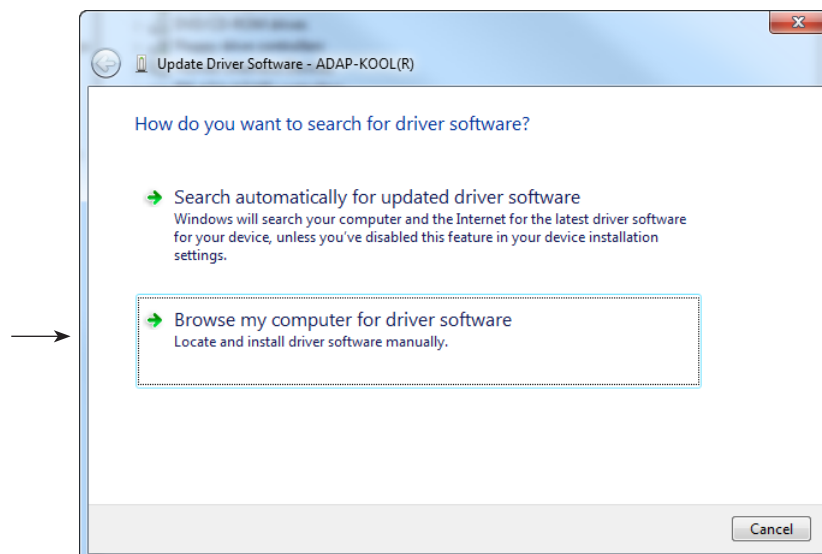 Update Driver Software - ADAP-KOOL(R)
How do you want to search for driver software?
Search automatically for updated driver software
Windows will search your computer and the Internet for the latest driver software
for your device, unless you've disabled this feature in your device installation
settings.
Browse my computer for driver software
Locate and install driver software manually.
Cancel